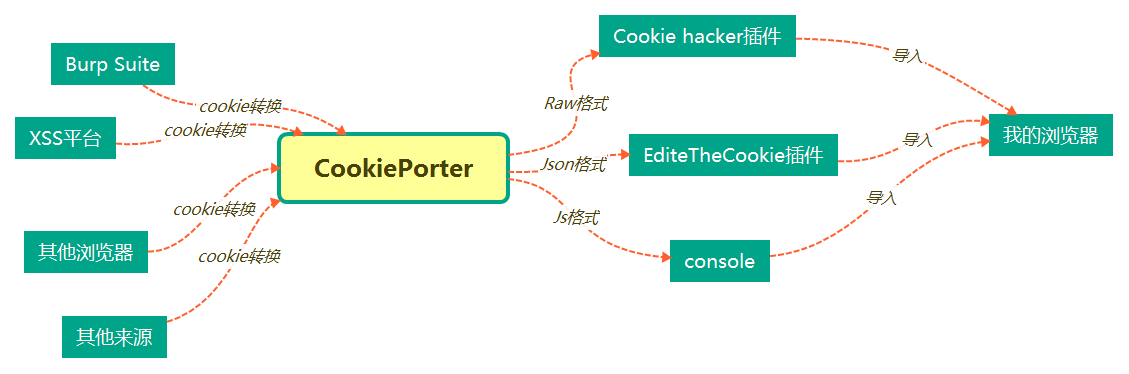 Cookie hacker插件
Burp Suite
导入
cookie转换
Raw格式
XSS平台
cookie转换
我的浏览器
CookiePorter
Json格式
EditeTheCookie插件
导入
cookie转换
Js格式
导入
其他浏览器
cookie转换
console
其他来源